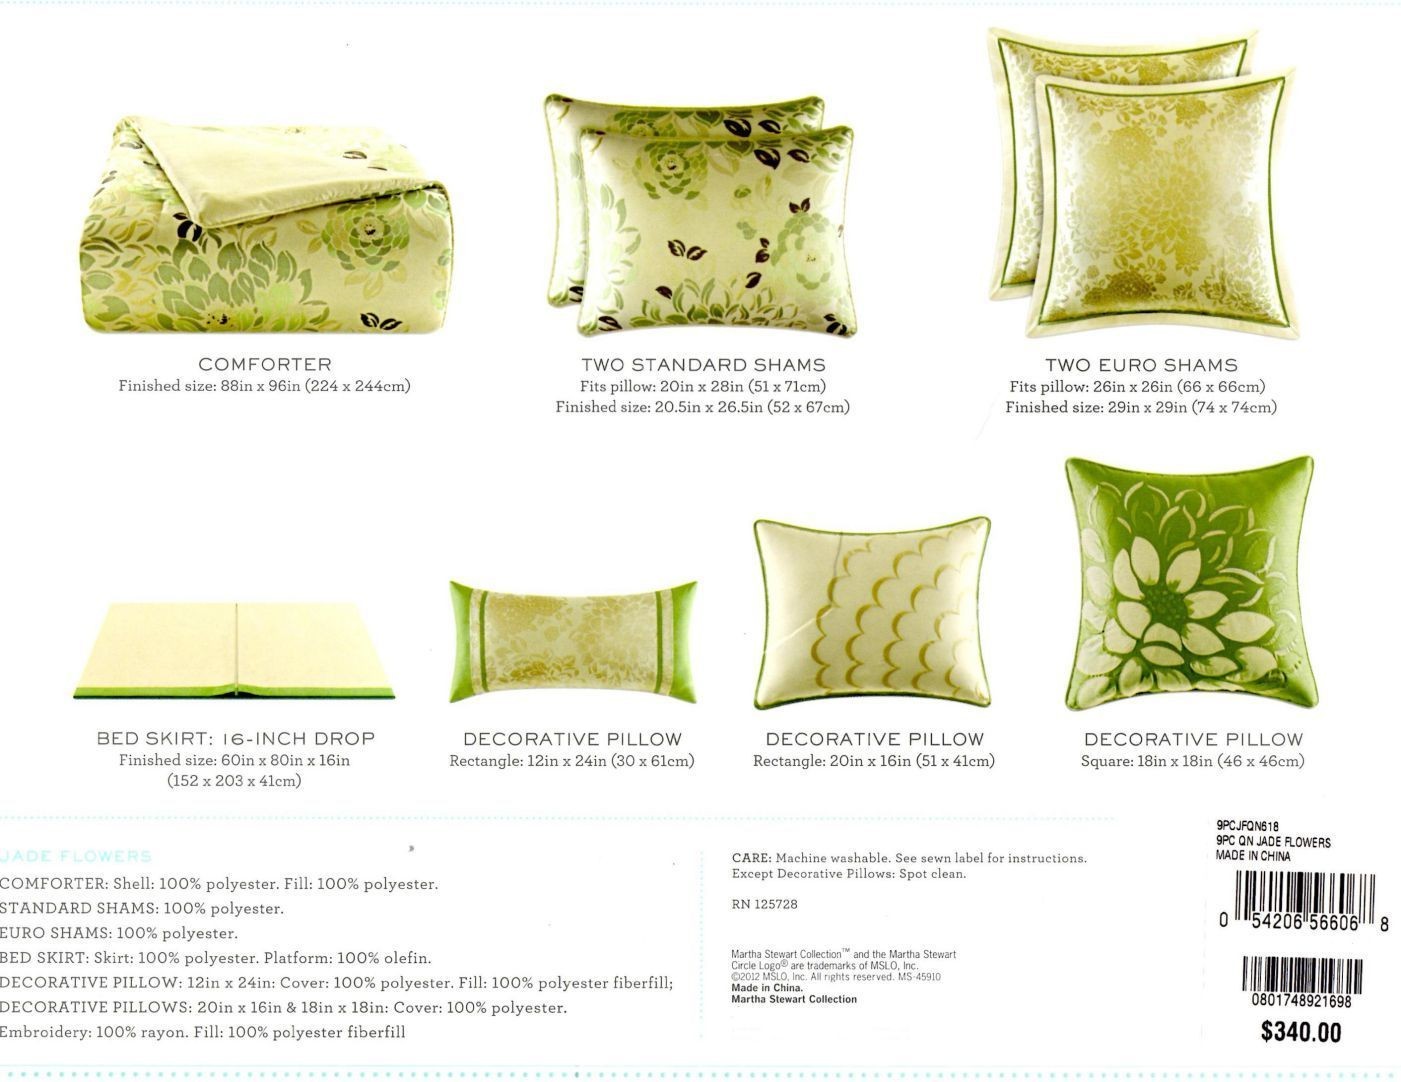 COMFORTER
Finished size: 88in x 96in (224 x 244cm)
TWO STANDARD SHAMS
Fits pillow: 20in x 28in (51 x 71cm)
Finished size: 20.5in x 26.5in (52 x 67cm)
TWO EURO SHAMS
Fits pillow: 26in x 26in (66 x 66cm)
Finished size: 29in x 29in (74 x 74cm)
BED SKIRT: 16-INCH DROP
Finished size: 60in x 80in x 16in
(152 x 203 x 41cm)
DECORATIVE PILLOW
Rectangle: 12in x 24in (30 x 61cm)
DECORATIVE PILLOW
Rectangle: 20in x 16in (51 x 41cm)
DECORATIVE PILLOW
Square: 18in x 18in (46 x 46cm)
JADE FLOWERS
COMFORTER: Shell: 100% polyester. Fill: 100% polyester.
STANDARD SHAMS: 100% polyester.
EURO SHAMS: 100% polyester.
BED SKIRT: Skirt: 100% polyester. Platform: 100% olefin.
DECORATIVE PILLOW: 12in x 24in: Cover: 100% polyester. Fill: 100% polyester fiberfill;
DECORATIVE PILLOWS: 20in x 16in & 18in x 18in: Cover: 100% polyester.
Embroidery: 100% rayon. Fill: 100% polyester fiberfill
CARE: Machine washable. See sewn label for instructions.
Except Decorative Pillows: Spot clean.
RN 125728
Martha Stewart Collection™ and the Martha Stewart
Circle Logo® are trademarks of MSLO, Inc.
©2012 MSLO, Inc. All rights reserved. MS-45910
Made in China.
Martha Stewart Collection
9PCJFQN618
9PC QN JADE FLOWERS
MADE IN CHINA
0 54206 56606 8
0801748921698
$340.00